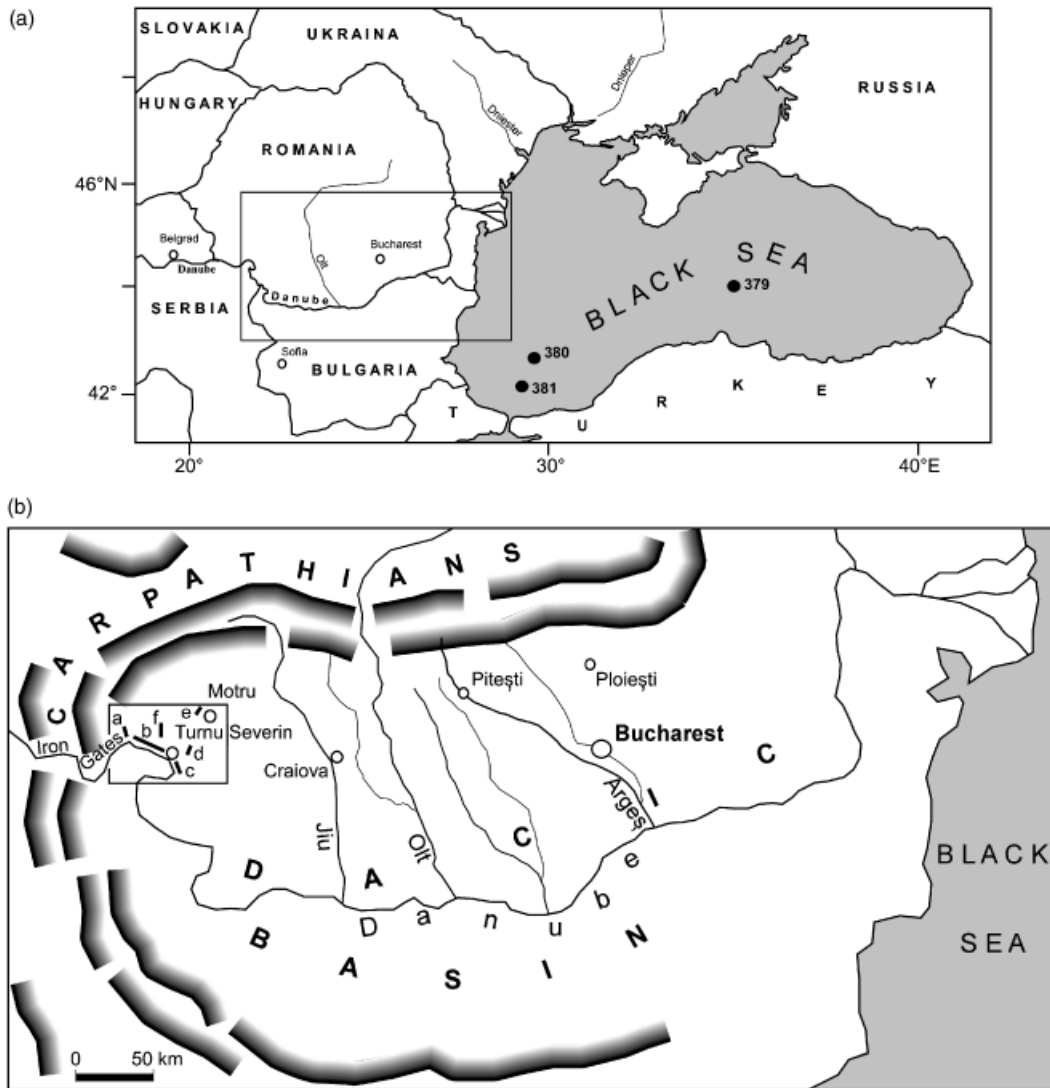 (a)
SLOVAKIA
UKRAINA
RUSSIA
HUNGARY
Dniester
Dnieper
ROMANIA
46°N
Belgrad
Danube
Olt
Bucharest
BLACK SEA
379
SERBIA
Danube
Sofia
BULGARIA
380
381
42°
TURKEY
20°
30°
40°E
(b)
CARPATHIANS
Motru
Pitești
Ploiești
a
b
f
e
Iron
Gates
Turnu Severin
d
c
Bucharest
Craiova
Argeș
Jiu
Olt
DACIC
BASIN
Danube
BLACK
SEA
0
50 km